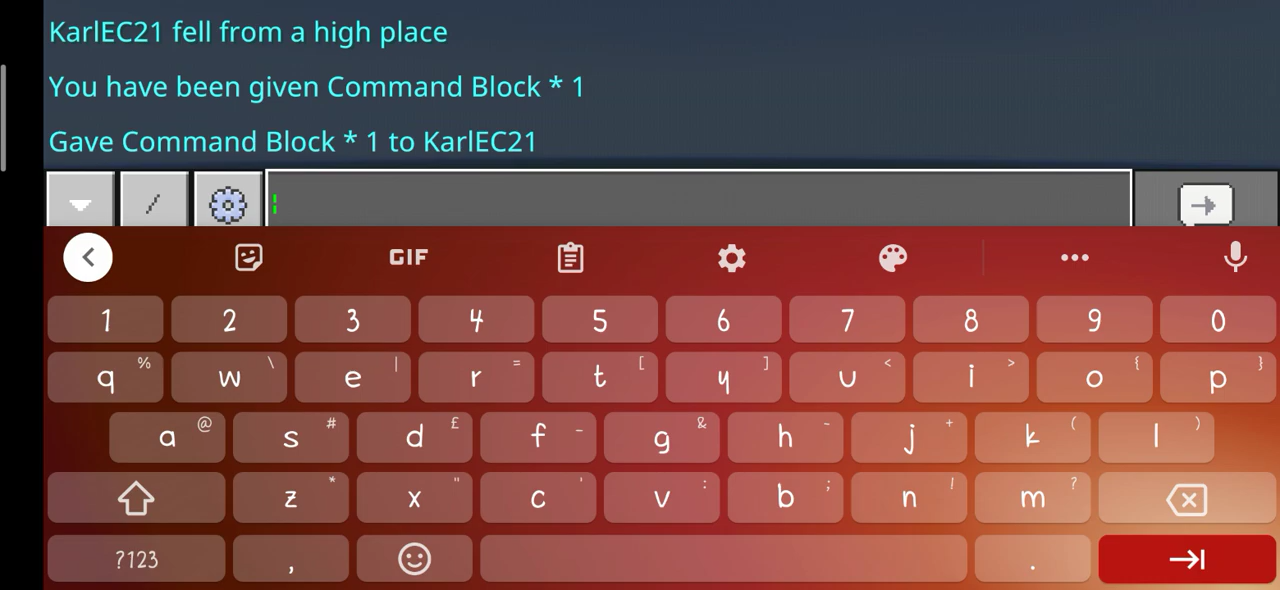 KarlEC21 fell from a high place
You have been given Command Block * 1
Gave Command Block * 1 to KarlEC21
/
GIF
1 2 3 4 5 6 7 8 9 0
q % w \ e | r = t [ y ] u < i > o { p }
a @ s # d £ f - g & h ~ j + k ( l )
z * x " c ' v : b ; n ! m ?
?123 , .